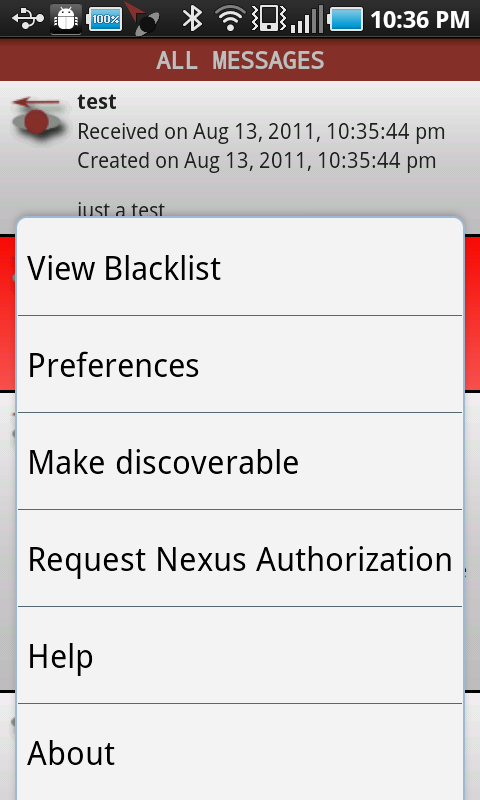 100%
10:36 PM
ALL MESSAGES
test
Received on Aug 13, 2011, 10:35:44 pm
Created on Aug 13, 2011, 10:35:44 pm
just a test
View Blacklist
Preferences
Make discoverable
Request Nexus Authorization
Help
About